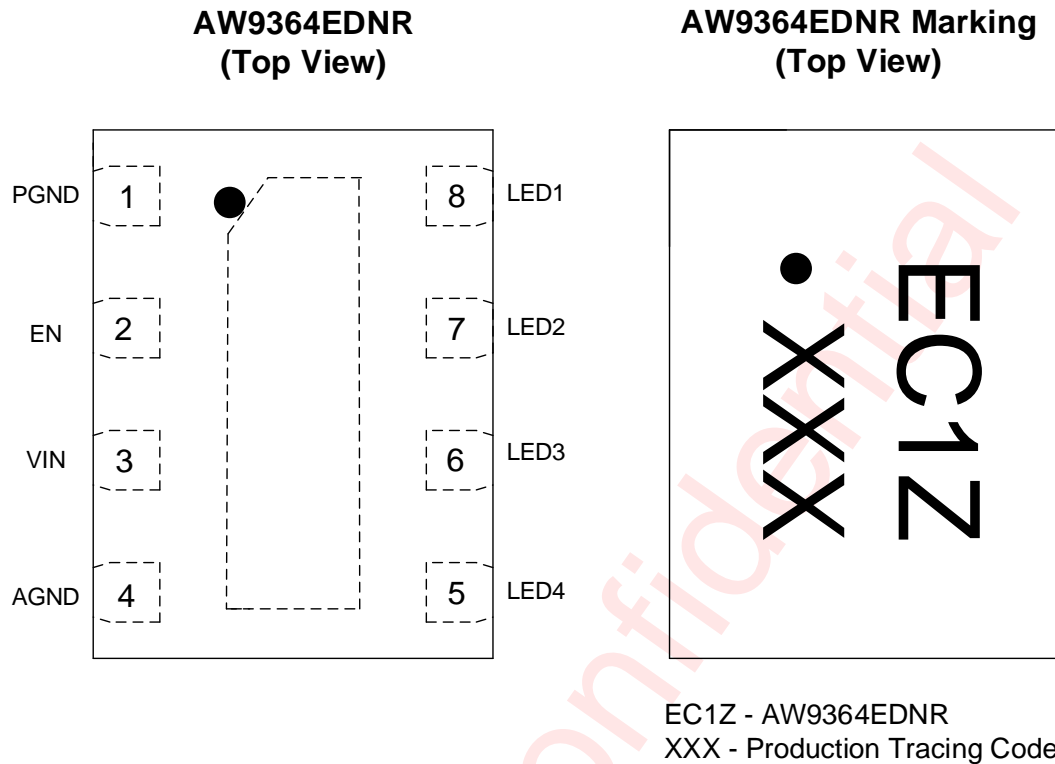 AW9364EDNR
(Top View)
PGND 1
EN 2
VIN 3
AGND 4
8 LED1
7 LED2
6 LED3
5 LED4
AW9364EDNR Marking
(Top View)
EC1Z
XXX
EC1Z - AW9364EDNR
XXX - Production Tracing Code
onfidential